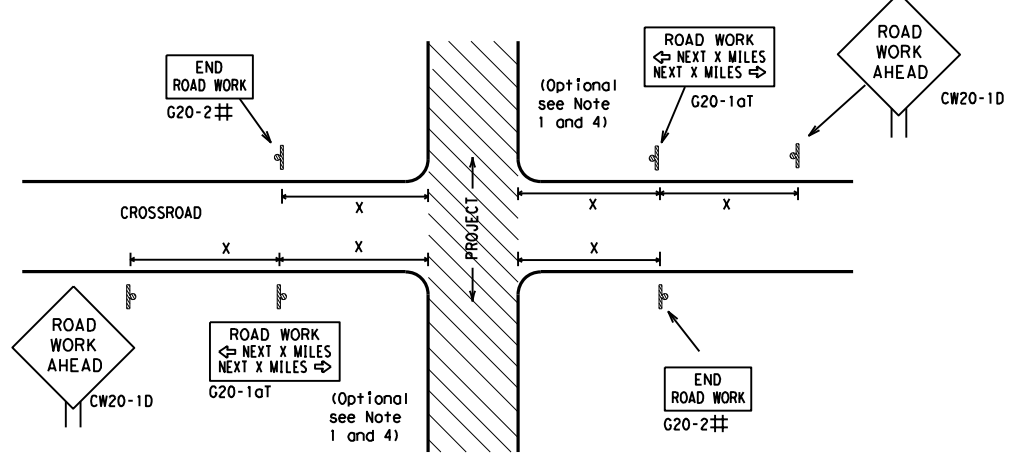 END
ROAD WORK
G20-2#
(Optional
see Note
1 and 4)
ROAD WORK
⇦ NEXT X MILES
NEXT X MILES ⇨
G20-1aT
ROAD
WORK
AHEAD
CW20-1D
X
X
X
CROSSROAD
PROJECT
X
X
X
ROAD
WORK
AHEAD
CW20-1D
ROAD WORK
⇦ NEXT X MILES
NEXT X MILES ⇨
G20-1aT
(Optional
see Note
1 and 4)
END
ROAD WORK
G20-2#